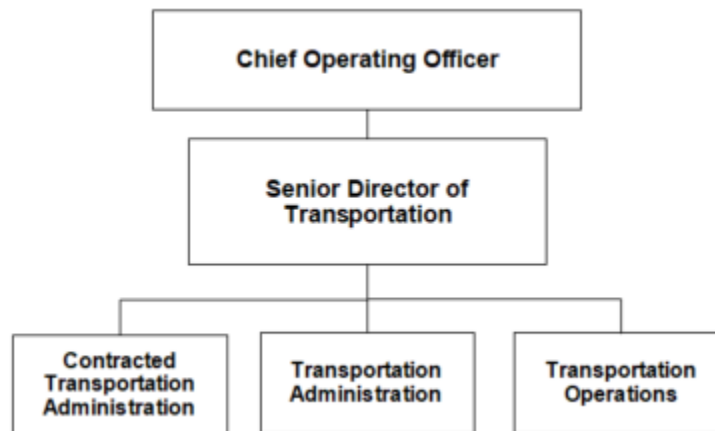 Chief Operating Officer
Senior Director of
Transportation
Contracted
Transportation
Administration
Transportation
Administration
Transportation
Operations